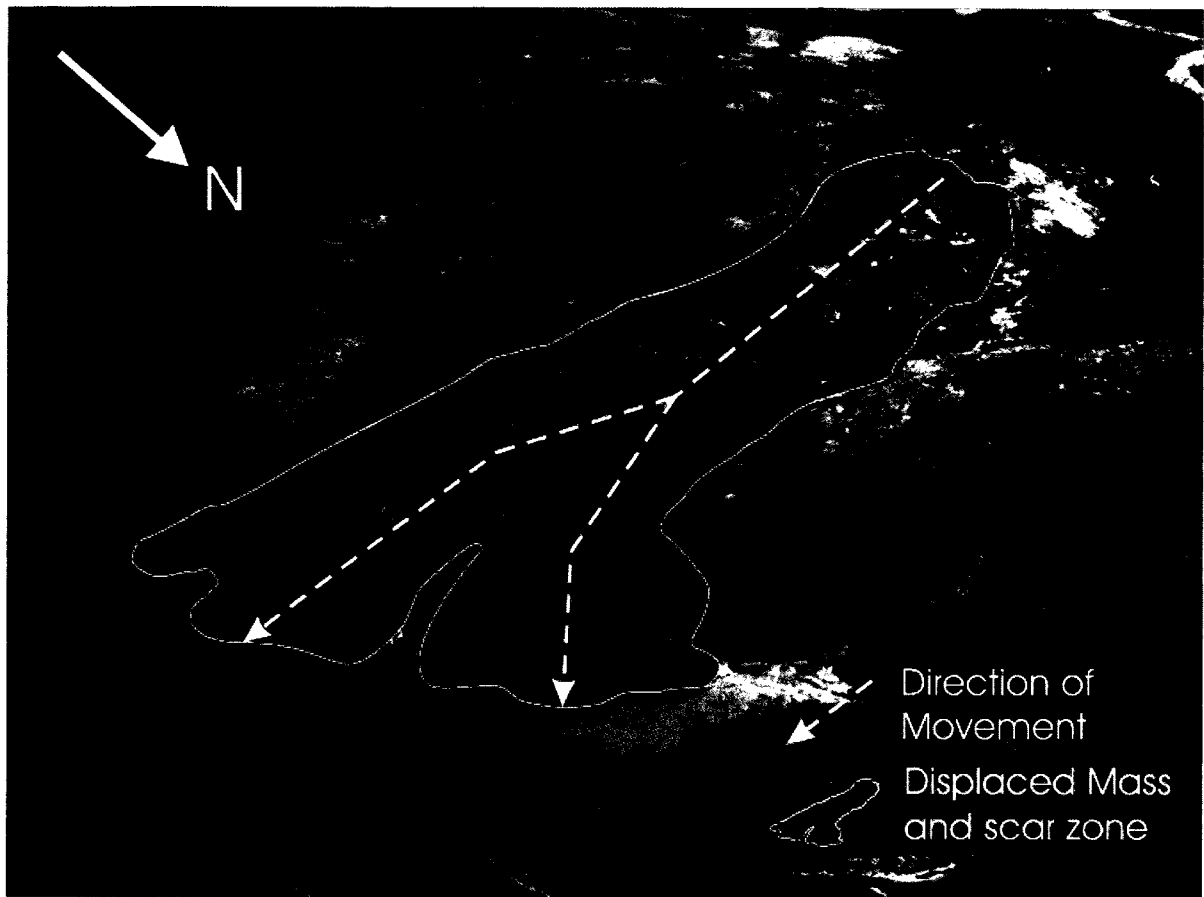 N
Direction of
Movement
Displaced Mass
and scar zone